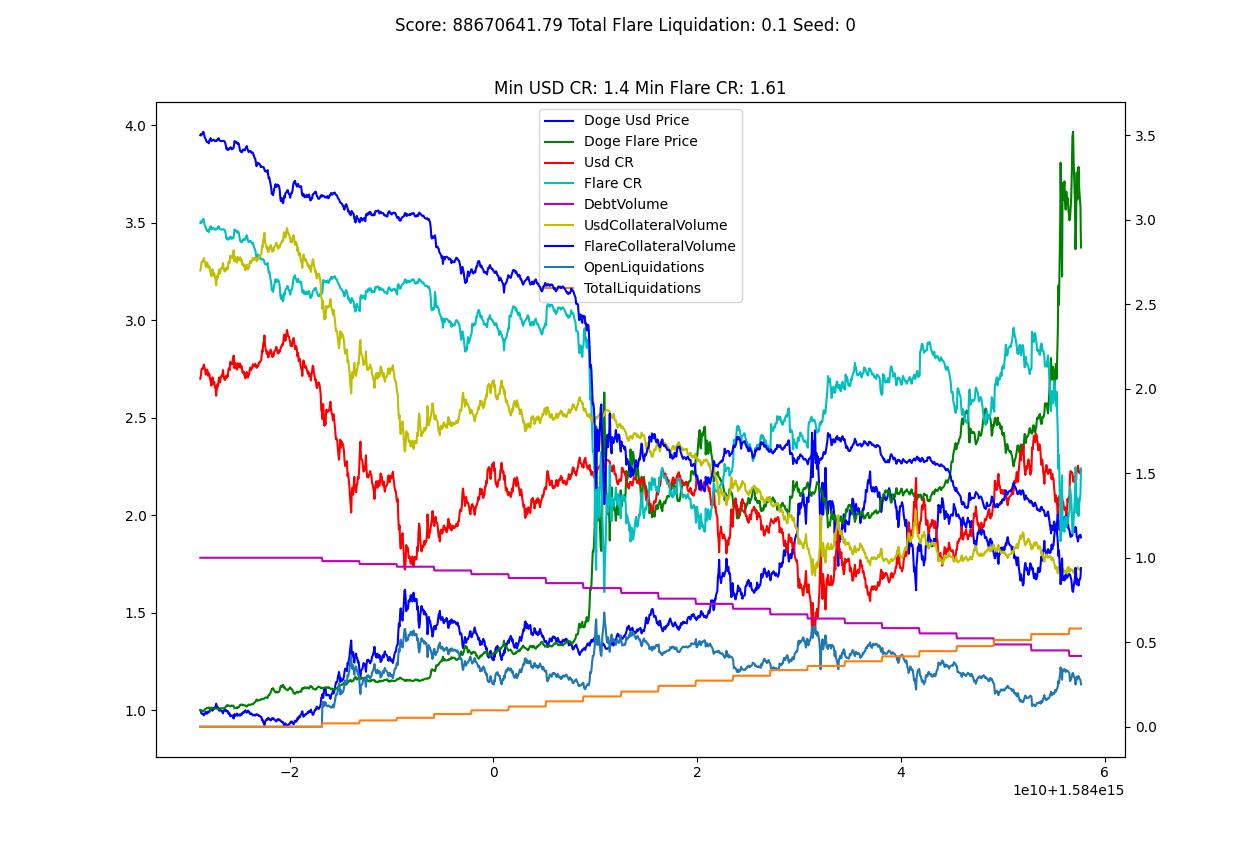 Score: 88670641.79 Total Flare Liquidation: 0.1 Seed: 0
Min USD CR: 1.4 Min Flare CR: 1.61
Doge Usd Price
Doge Flare Price
Usd CR
Flare CR
DebtVolume
UsdCollateralVolume
FlareCollateralVolume
OpenLiquidations
TotalLiquidations
4.0
3.5
3.0
2.5
2.0
1.5
1.0
3.5
3.0
2.5
2.0
1.5
1.0
0.5
0.0
−2 0 2 4 6
1e10+1.584e15